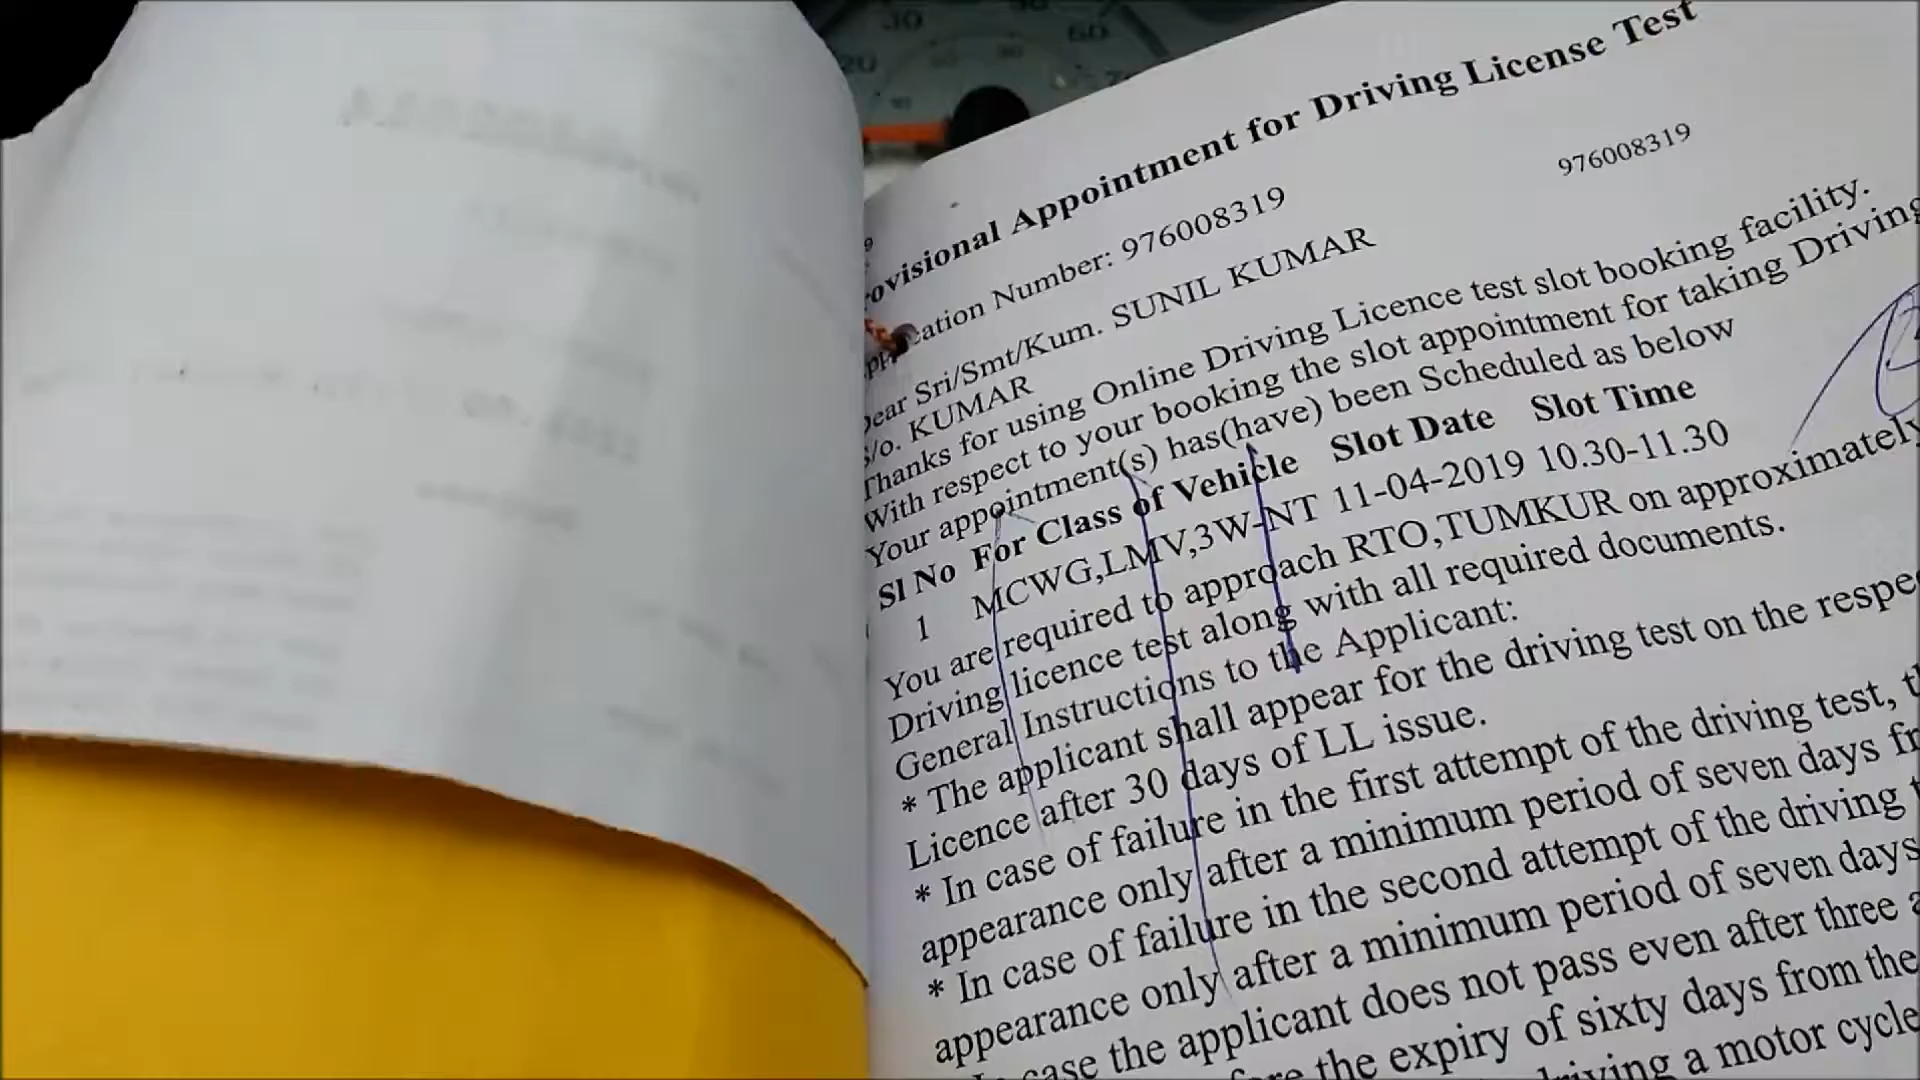 30
60
20
ovisional Appointment for Driving License Test
976008319
cation Number: 976008319
ear Sri/Smt/Kum. SUNIL KUMAR
/o. KUMAR
Thanks for using Online Driving Licence test slot booking facility.
With respect to your booking the slot appointment for taking Driving
Your appointment(s) has(have) been Scheduled as below
Sl No For Class of Vehicle Slot Date Slot Time
1 MCWG,LMV,3W-NT 11-04-2019 10.30-11.30
You are required to approach RTO,TUMKUR on approximately
Driving licence test along with all required documents.
General Instructions to the Applicant:
* The applicant shall appear for the driving test on the respe
Licence after 30 days of LL issue.
* In case of failure in the first attempt of the driving test, t
appearance only after a minimum period of seven days fr
* In case of failure in the second attempt of the driving t
appearance only after a minimum period of seven days
case the applicant does not pass even after three a
the expiry of sixty days from the
driving a motor cycle